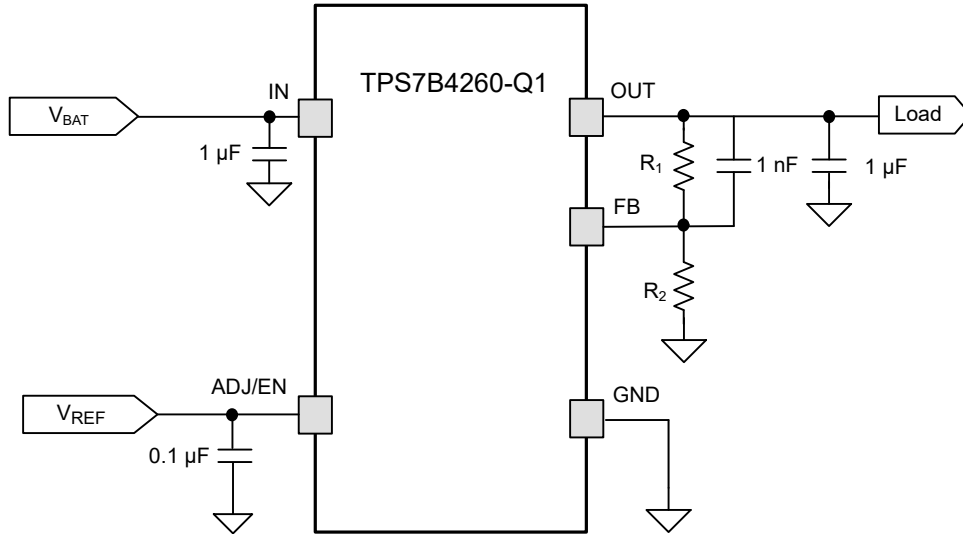 TPS7B4260-Q1
IN
V_BAT
1 µF
ADJ/EN
V_REF
0.1 µF
OUT
Load
R₁
1 nF
1 µF
FB
R₂
GND